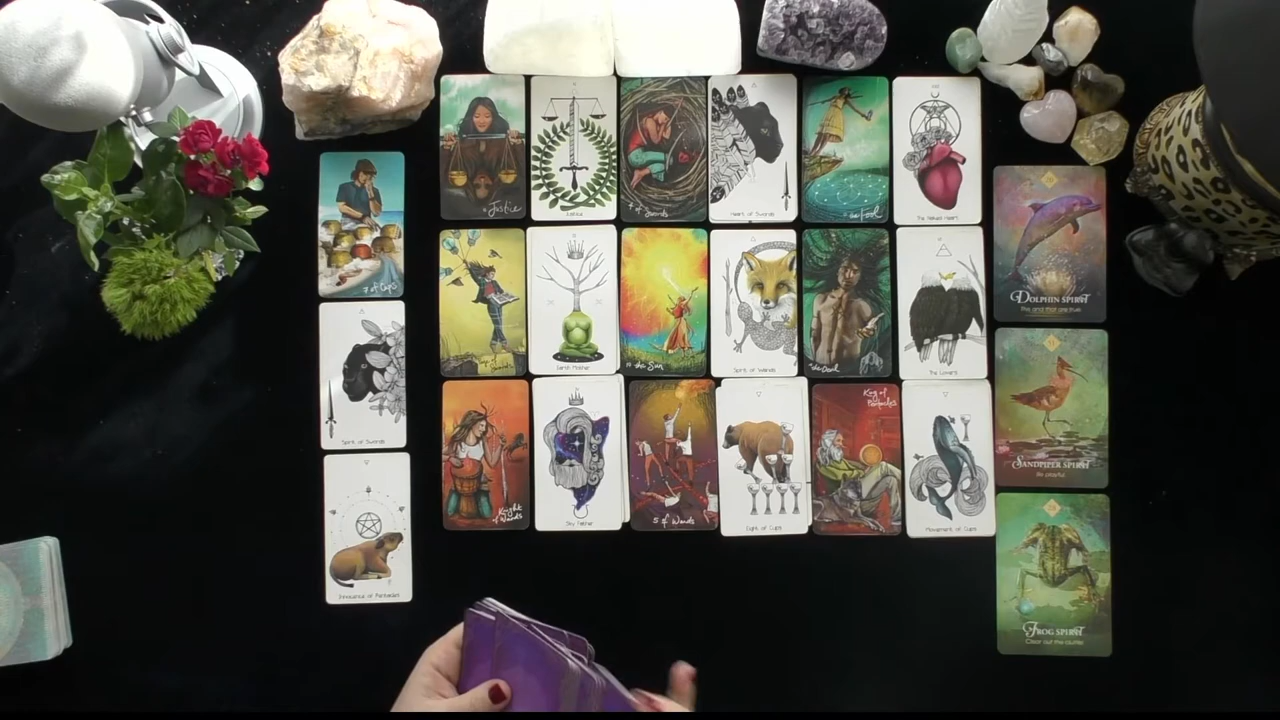 Justice
Justice
7 of Swords
Heart of Swords
the Fool
7 of Cups
DOLPHIN SPIRIT
Spirit of Swords
Swords
Earth Mother
19 the Sun
Spirit of Wands
the Devil
The Lovers
SANDPIPER SPIRIT
Be playful.
Knight of Wands
Sky Father
5 of Wands
Eight of Cups
King of Pentacles
Movement of Cups
Innocence of Pentacles
FROG SPIRIT
Clear out the clutter.